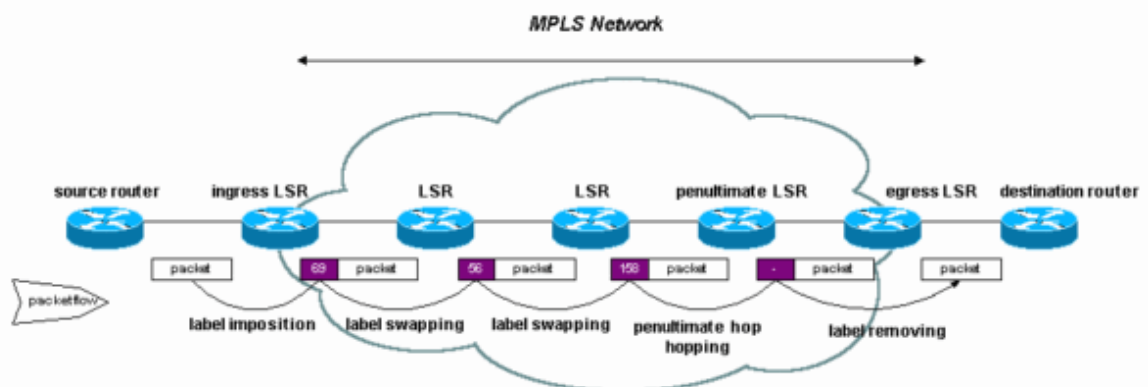 MPLS Network
source router
ingress LSR
LSR
LSR
penultimate LSR
egress LSR
destination router
packet
69
packet
56
packet
158
packet
-
packet
packet
packetflow
label imposition
label swapping
label swapping
penultimate hop
hopping
label removing